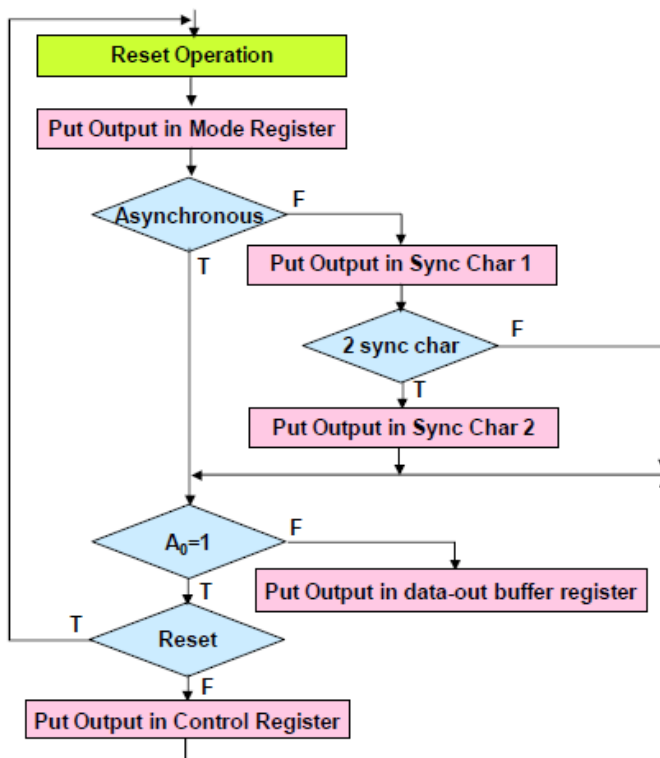 Reset Operation
Put Output in Mode Register
Asynchronous
F
T
Put Output in Sync Char 1
2 sync char
F
T
Put Output in Sync Char 2
A₀=1
F
T
Put Output in data-out buffer register
T
Reset
F
Put Output in Control Register